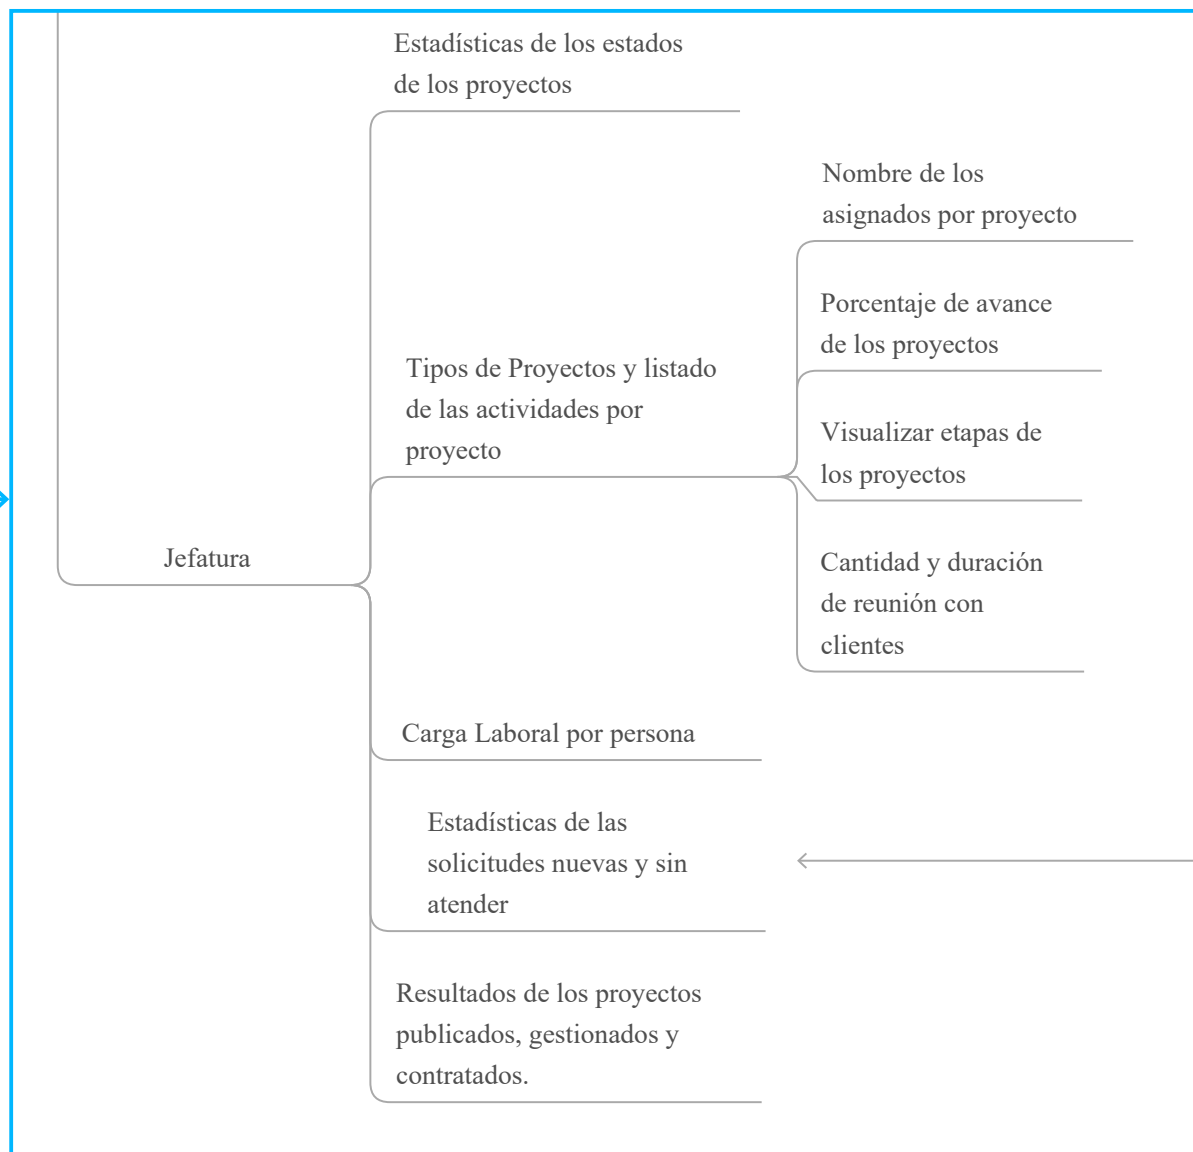 Estadísticas de los estados
de los proyectos
Nombre de los
asignados por proyecto
Porcentaje de avance
de los proyectos
Tipos de Proyectos y listado
de las actividades por
proyecto
Visualizar etapas de
los proyectos
Jefatura
Cantidad y duración
de reunión con
clientes
Carga Laboral por persona
Estadísticas de las
solicitudes nuevas y sin
atender
Resultados de los proyectos
publicados, gestionados y
contratados.